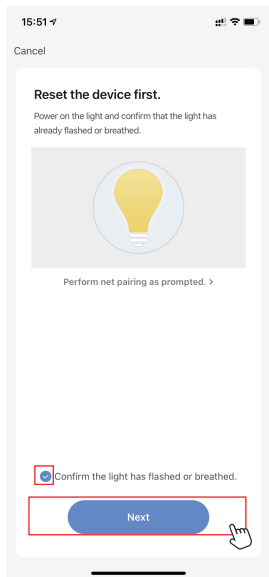 15:51
Cancel
Reset the device first.
Power on the light and confirm that the light has
already flashed or breathed.
Perform net pairing as prompted. >
Confirm the light has flashed or breathed.
Next